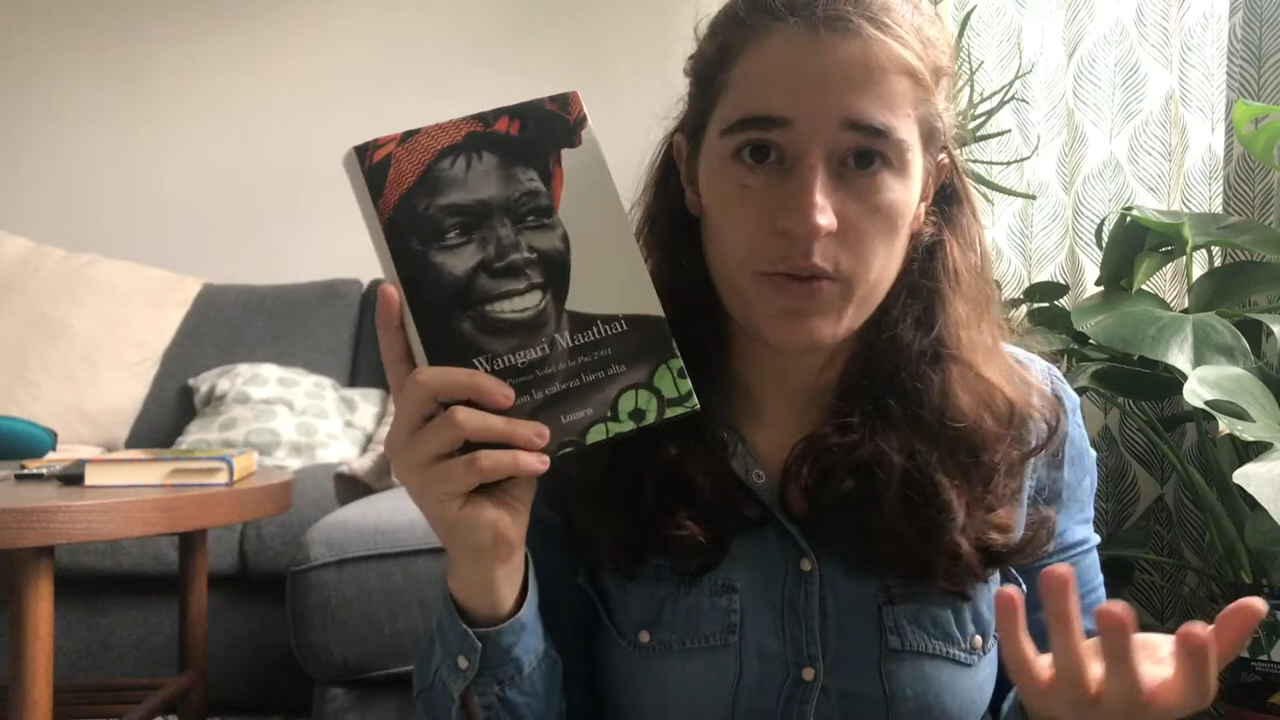 Wangari Maathai
Premio Nobel de la Paz 2004
Con la cabeza bien alta
Lumen